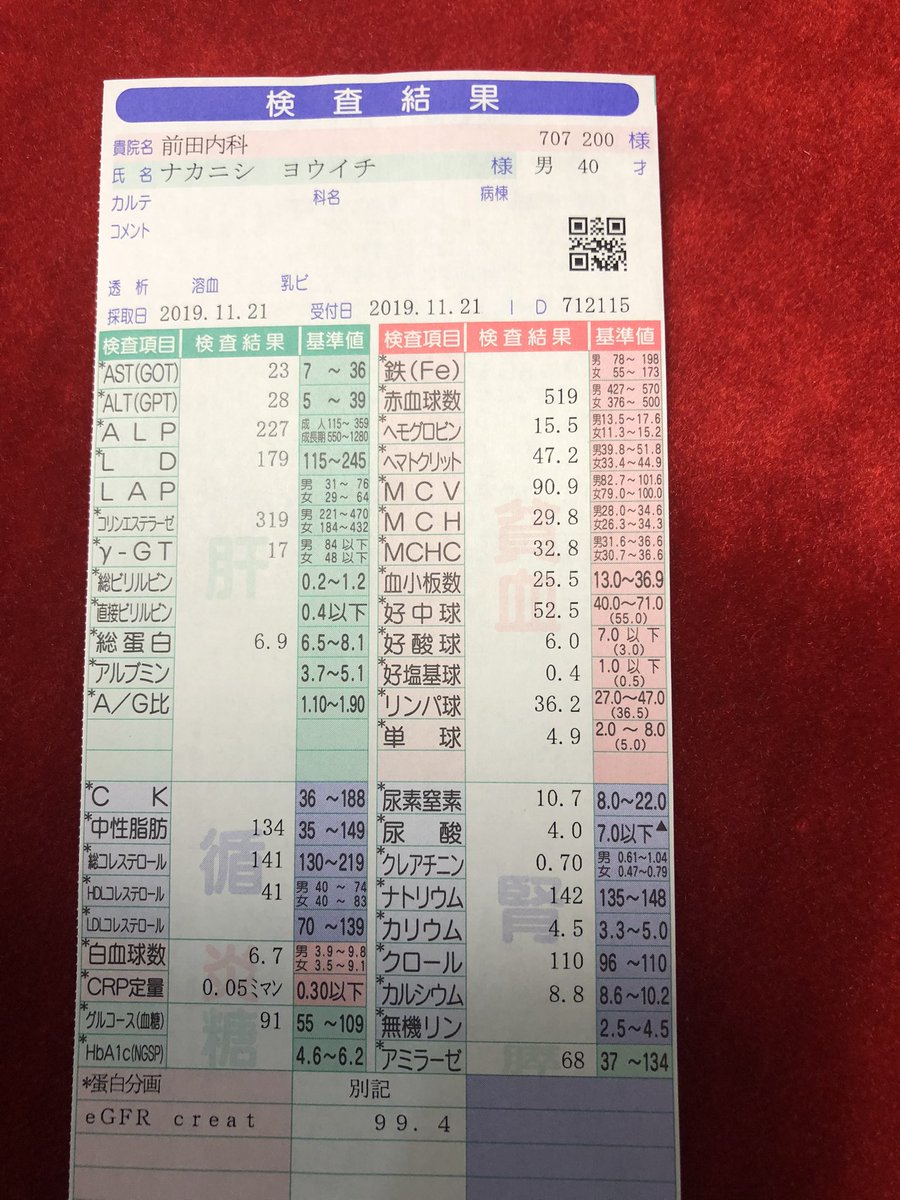 検査結果
貴院名 前田内科 707 200 様
氏名 ナカニシ ヨウイチ 様 男 40 才
カルテ 科名 病棟
コメント
透析 溶血 乳ビ
採取日 2019.11.21 受付日 2019.11.21 ID 712115
検査項目 検査結果 基準値
*AST(GOT) 23 7 ~ 36
*ALT(GPT) 28 5 ~ 39
*ALP 227 成人115~ 359 成長期550~1280
*LD 179 115~245
LAP 男 31~ 76 女 29~ 64
*コリンエステラーゼ 319 男 221~470 女 184~432
*γ-GT 17 男 84以下 女 48以下
*総ビリルビン 0.2~1.2
*直接ビリルビン 0.4以下
*総蛋白 6.9 6.5~8.1
*アルブミン 3.7~5.1
*A/G比 1.10~1.90
肝
*CK 36 ~188
*中性脂肪 134 35 ~149
*総コレステロール 141 130~219
*HDLコレステロール 41 男 40 ~ 74 女 40 ~ 83
*LDLコレステロール 70 ~139
循
*白血球数 6.7 男 3.9~9.8 女 3.5~9.1
*CRP定量 0.05ミマン 0.30以下
炎
*グルコース(血糖) 91 55 ~109
*HbA1c(NGSP) 4.6~6.2
糖
検査項目 検査結果 基準値
*鉄(Fe) 男 78~ 198 女 55~ 173
*赤血球数 519 男 427~ 570 女 376~ 500
*ヘモグロビン 15.5 男13.5~17.6 女11.3~15.2
*ヘマトクリット 47.2 男39.8~51.8 女33.4~44.9
*MCV 90.9 男82.7~101.6 女79.0~100.0
*MCH 29.8 男28.0~34.6 女26.3~34.3
*MCHC 32.8 男31.6~36.6 女30.7~36.6
*血小板数 25.5 13.0~36.9
*好中球 52.5 40.0~71.0 (55.0)
*好酸球 6.0 7.0以下 (3.0)
*好塩基球 0.4 1.0以下 (0.5)
*リンパ球 36.2 27.0~47.0 (36.5)
*単球 4.9 2.0 ~ 8.0 (5.0)
貧血
*尿素窒素 10.7 8.0~22.0
*尿酸 4.0 7.0以下▲
*クレアチニン 0.70 男 0.61~1.04 女 0.47~0.79
*ナトリウム 142 135~148
*カリウム 4.5 3.3~5.0
*クロール 110 96 ~110
*カルシウム 8.8 8.6~10.2
*無機リン 2.5~4.5
腎
*アミラーゼ 68 37 ~134
*蛋白分画 別記
eGFR creat 99.4